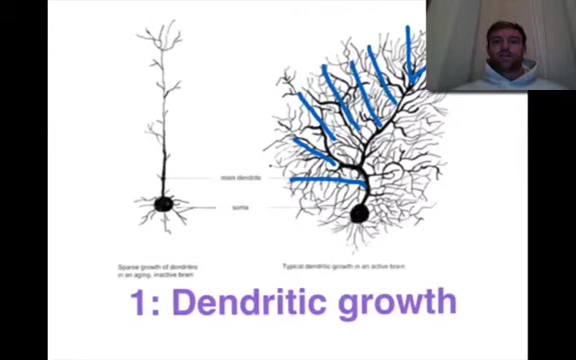 main dendrite
soma
Sparse growth of dendrites
in an aging, inactive brain
Typical dendritic growth in an active brain.
1: Dendritic growth